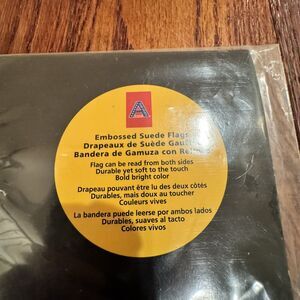 A
Embossed Suede Flags
Drapeaux de Suède Gaufré
Bandera de Gamuza con
Flag can be read from both sides
Durable yet soft to the touch
Bold bright color
Drapeau pouvant être lu des deux côtés
Durables, mais doux au toucher
Couleurs vives
La bandera puede leerse por ambos lados
Durables, suaves al tacto
Colores vivos